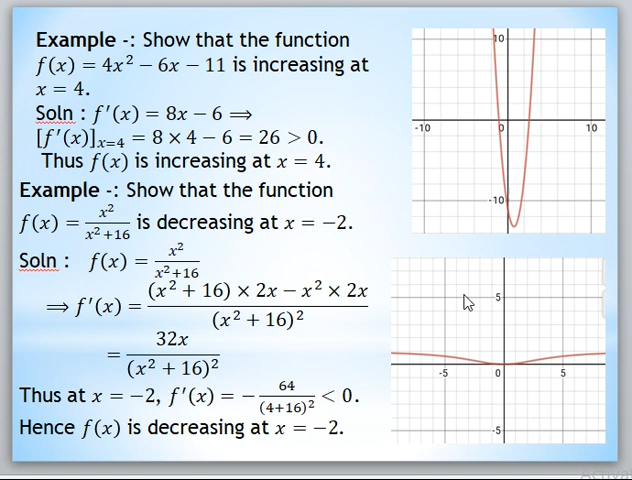 Example -: Show that the function
f(x) = 4x² − 6x − 11 is increasing at
x = 4.
Soln : f′(x) = 8x − 6 ⟹
[f′(x)]ₓ₌₄ = 8 × 4 − 6 = 26 > 0.
Thus f(x) is increasing at x = 4.
Example -: Show that the function
f(x) = x²/(x²+16) is decreasing at x = −2.
Soln : f(x) = x²/(x²+16)
⟹ f′(x) = ((x² + 16) × 2x − x² × 2x)/((x² + 16)²)
= 32x/((x² + 16)²)
Thus at x = −2, f′(x) = − 64/((4+16)²) < 0.
Hence f(x) is decreasing at x = −2.
10
-10 0 10
-10
5
-5 0 5
-5
Activa